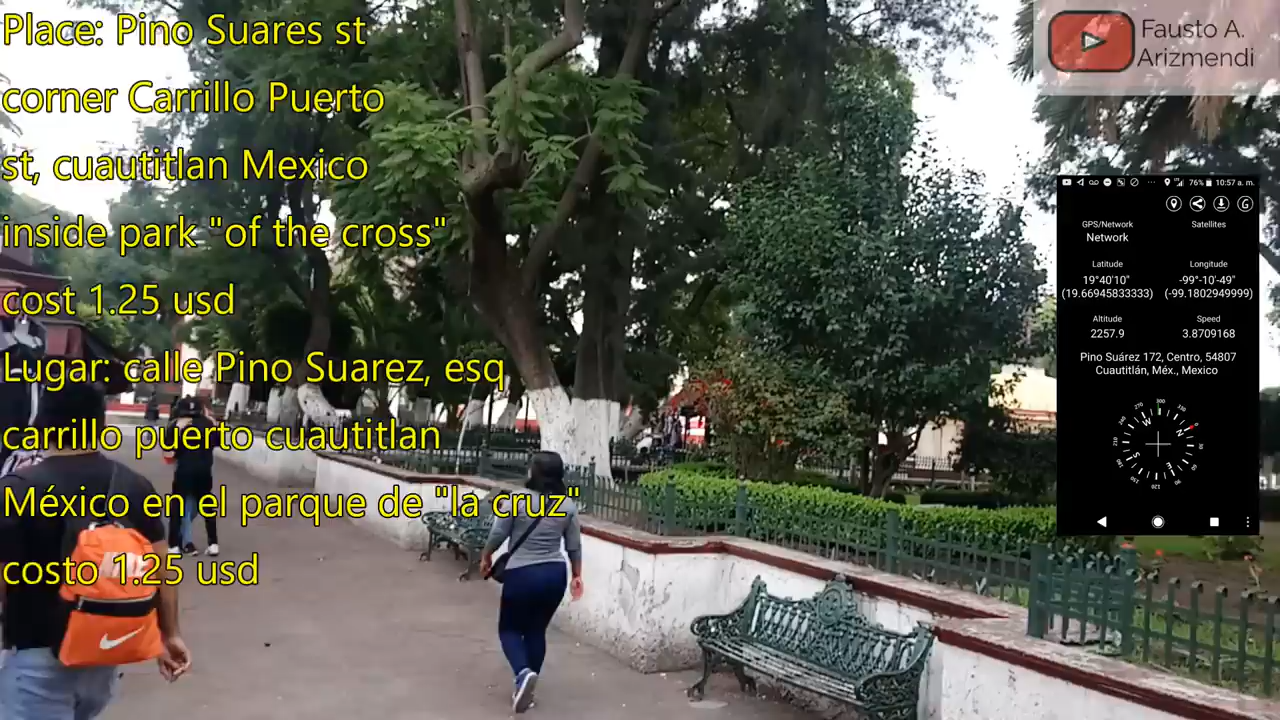 Place: Pino Suares st
corner Carrillo Puerto
st, cuautitlan Mexico
inside park "of the cross"
cost 1.25 usd
Lugar: calle Pino Suarez, esq
carrillo puerto cuautitlan
México en el parque de "la cruz"
costo 1.25 usd
Fausto A.
Arizmendi
76% 10:57 a. m.
GPS/Network Satellites
Network
Latitude Longitude
19°40'10" -99°-10'-49"
(19.66945833333) (-99.1802949999)
Altitude Speed
2257.9 3.8709168
Pino Suárez 172, Centro, 54807
Cuautitlán, Méx., Mexico